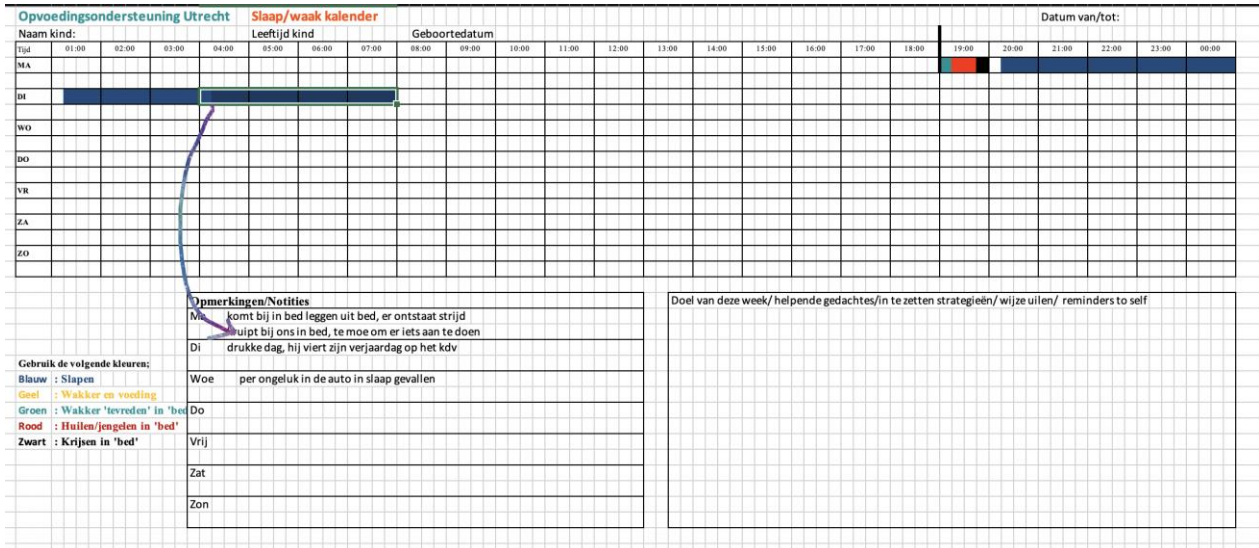 Opvoedingsondersteuning Utrecht Slaap/waak kalender Datum van/tot:
Naam kind: Leeftijd kind Geboortedatum
Tijd 01:00 02:00 03:00 04:00 05:00 06:00 07:00 08:00 09:00 10:00 11:00 12:00 13:00 14:00 15:00 16:00 17:00 18:00 19:00 20:00 21:00 22:00 23:00 00:00
MA
DI
WO
DO
VR
ZA
ZO
Opmerkingen/Notities
Ma komt bij in bed leggen uit bed, er ontstaat strijd
bij ons in bed, te moe om er iets aan te doen
Di drukke dag, hij viert zijn verjaardag op het kdv
Woe per ongeluk in de auto in slaap gevallen
Do
Vrij
Zat
Zon
Doel van deze week/ helpende gedachtes/in te zetten strategieën/ wijze uilen/ reminders to self
Gebruik de volgende kleuren;
Blauw : Slapen
Geel : Wakker en voeding
Groen : Wakker 'tevreden' in 'bed
Rood : Huilen/jengelen in 'bed'
Zwart : Krijsen in 'bed'